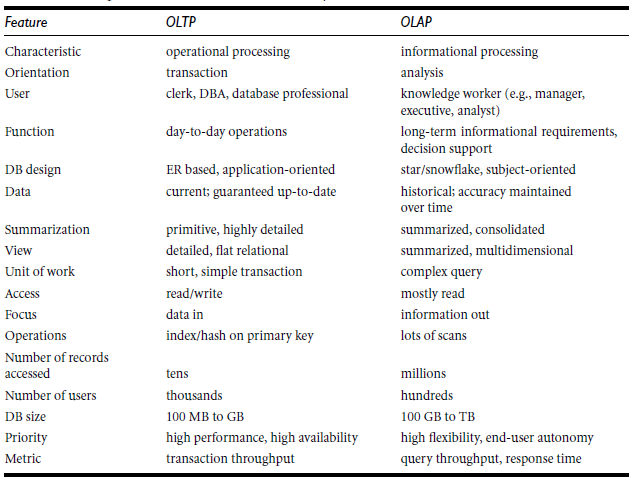 Feature OLTP OLAP
Characteristic operational processing informational processing
Orientation transaction analysis
User clerk, DBA, database professional knowledge worker (e.g., manager,
executive, analyst)
Function day-to-day operations long-term informational requirements,
decision support
DB design ER based, application-oriented star/snowflake, subject-oriented
Data current; guaranteed up-to-date historical; accuracy maintained
over time
Summarization primitive, highly detailed summarized, consolidated
View detailed, flat relational summarized, multidimensional
Unit of work short, simple transaction complex query
Access read/write mostly read
Focus data in information out
Operations index/hash on primary key lots of scans
Number of records
accessed tens millions
Number of users thousands hundreds
DB size 100 MB to GB 100 GB to TB
Priority high performance, high availability high flexibility, end-user autonomy
Metric transaction throughput query throughput, response time